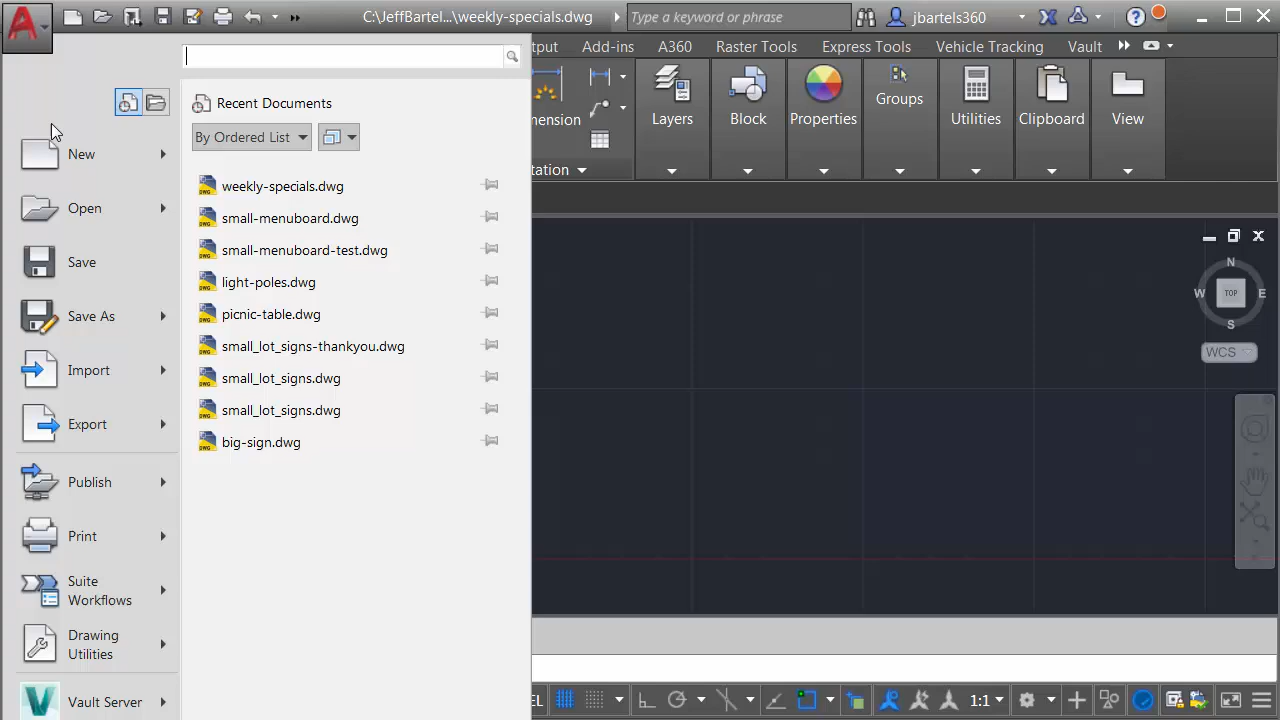 C:\JeffBartel...\weekly-specials.dwg
Type a keyword or phrase
jbartels360
tput
Add-ins
A360
Raster Tools
Express Tools
Vehicle Tracking
Vault
Recent Documents
By Ordered List
mension
Layers
Block
Properties
Groups
Utilities
Clipboard
View
tation
New
Open
Save
Save As
Import
Export
Publish
Print
Suite
Workflows
Drawing
Utilities
Vault Server
weekly-specials.dwg
small-menuboard.dwg
small-menuboard-test.dwg
light-poles.dwg
picnic-table.dwg
small_lot_signs-thankyou.dwg
small_lot_signs.dwg
small_lot_signs.dwg
big-sign.dwg
N
W
TOP
E
S
WCS
EL
1:1